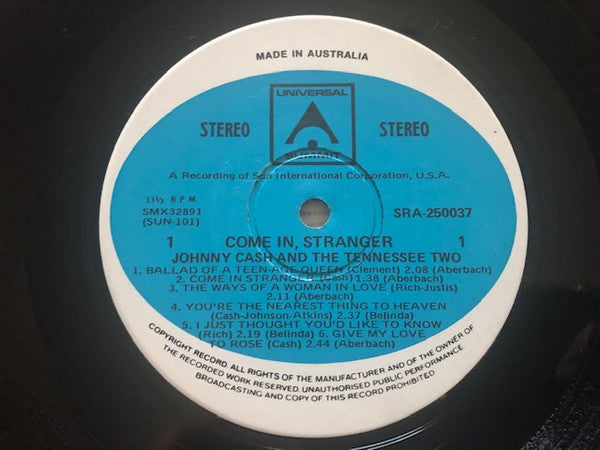 MADE IN AUSTRALIA
UNIVERSAL
SUMMIT
STEREO STEREO
A Recording of Sun International Corporation, U.S.A.
33⅓ R.P.M
SMX32891 SRA-250037
(SUN-101)
1 COME IN, STRANGER 1
JOHNNY CASH AND THE TENNESSEE TWO
1. BALLAD OF A TEEN-AGE QUEEN (Clement) 2.08 (Aberbach)
2. COME IN STRANGER (Cash) 1.38 (Aberbach)
3. THE WAYS OF A WOMAN IN LOVE (Rich-Justis)
2.11 (Aberbach)
4. YOU'RE THE NEAREST THING TO HEAVEN
(Cash-Johnson-Atkins) 2.37 (Belinda)
5. I JUST THOUGHT YOU'D LIKE TO KNOW
(Rich) 2.19 (Belinda) 6. GIVE MY LOVE
TO ROSE (Cash) 2.44 (Aberbach)
COPYRIGHT RECORD. ALL RIGHTS OF THE MANUFACTURER AND OF THE OWNER OF
THE RECORDED WORK RESERVED. UNAUTHORISED PUBLIC PERFORMANCE
BROADCASTING AND COPY OF THIS RECORD PROHIBITED